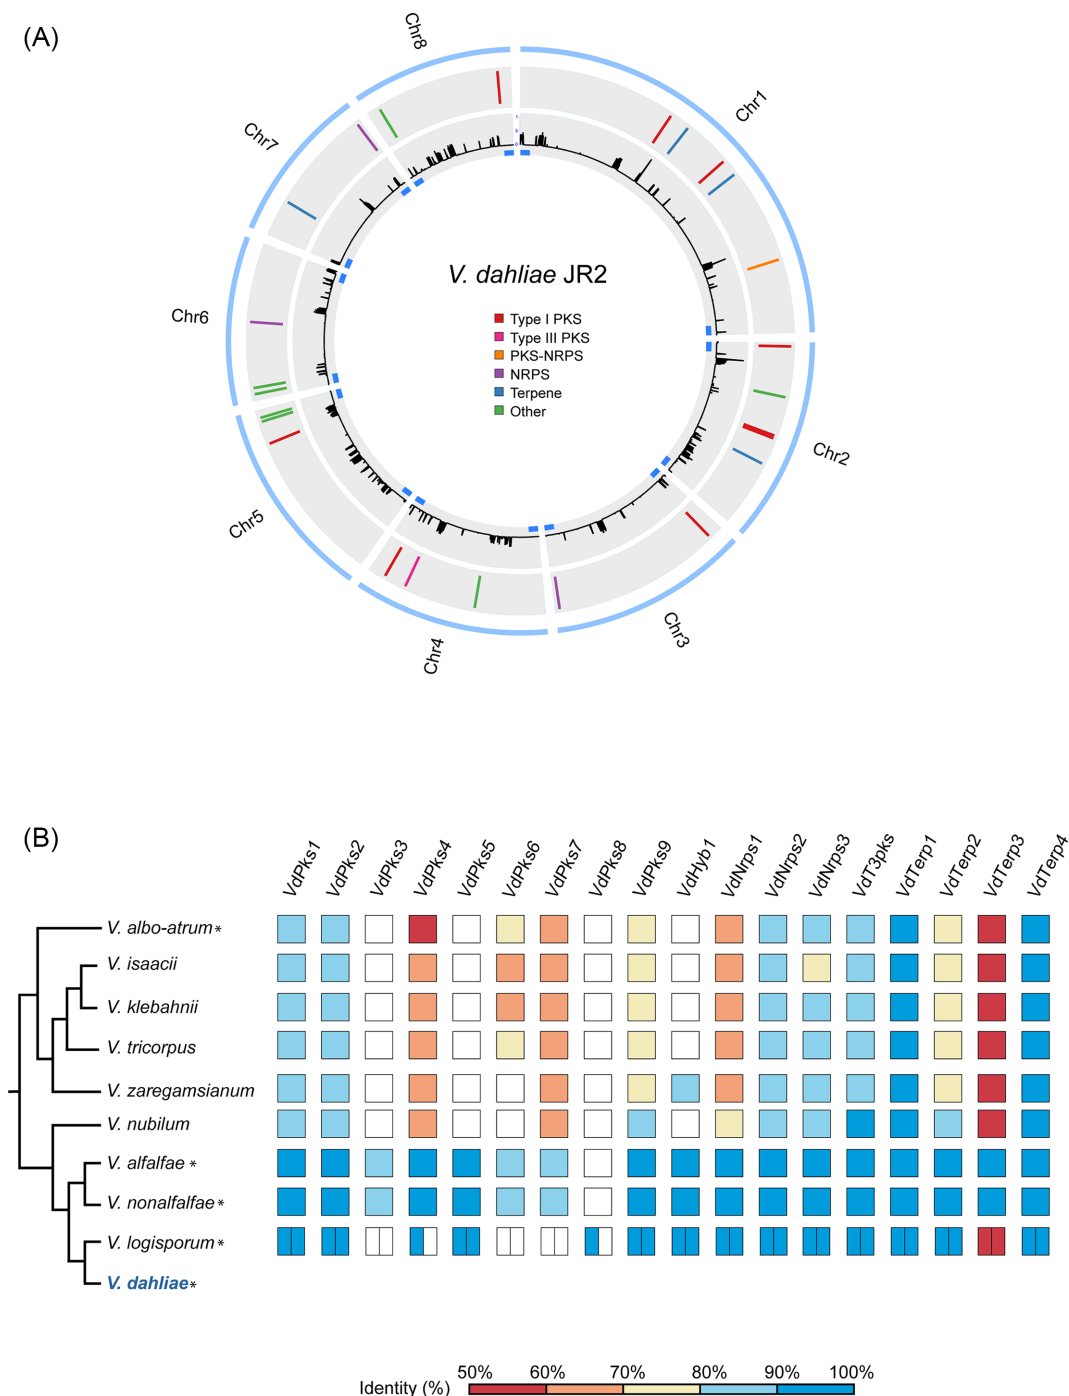 (A)
Chr8
Chr1
Chr7
V. dahliae JR2
Chr6
Type I PKS
Type III PKS
PKS-NRPS
NRPS
Terpene
Other
Chr2
Chr5
Chr3
Chr4
(B)
VdPks1 VdPks2 VdPks3 VdPks4 VdPks5 VdPks6 VdPks7 VdPks8 VdPks9 VdHyb1 VdNrps1 VdNrps2 VdNrps3 VdT3pks VdTerp1 VdTerp2 VdTerp3 VdTerp4
V. albo-atrum*
V. isaacii
V. klebahnii
V. tricorpus
V. zaregamsianum
V. nubilum
V. alfalfae *
V. nonalfalfae*
V. logisporum*
V. dahliae*
50% 60% 70% 80% 90% 100%
Identity (%)